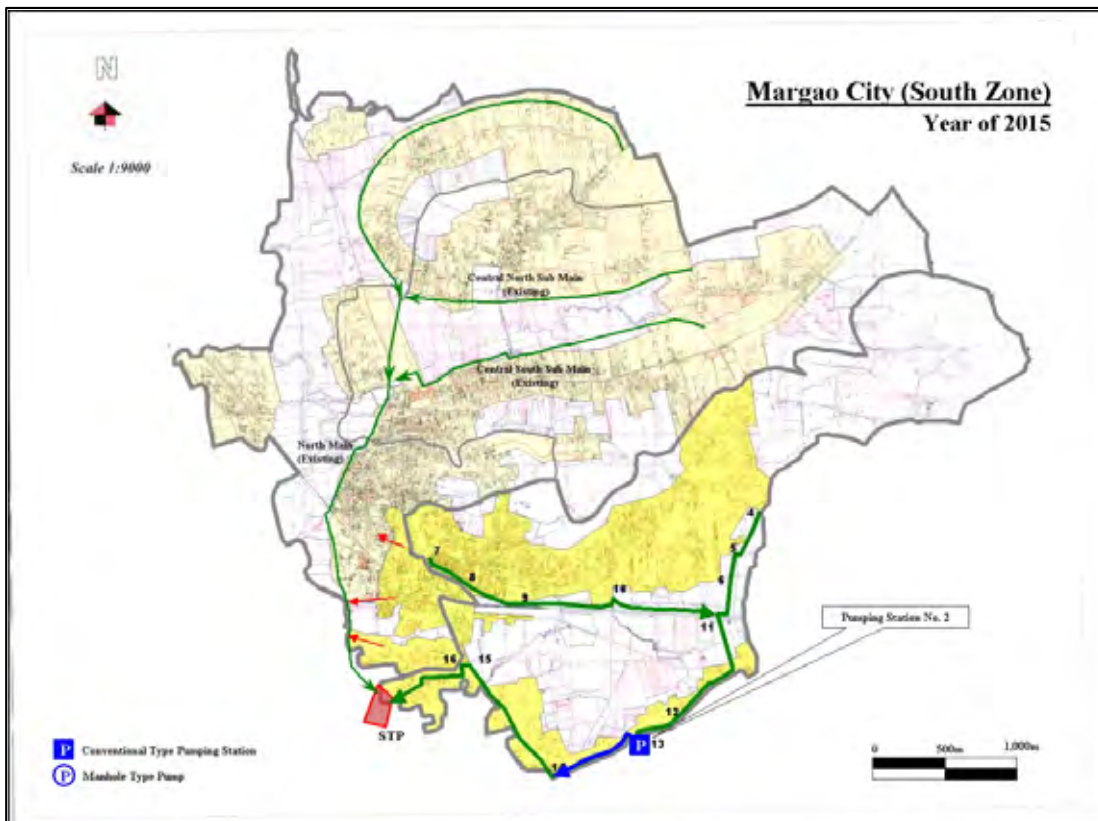 N
Margao City (South Zone)
Year of 2015
Scale 1:9000
Central North Sub Main
(Existing)
Central South Sub Main
(Existing)
North Main
(Existing)
4
5
6
7
8
9
10
11
Pumping Station No. 2
16
15
12
P
13
STP
P Conventional Type Pumping Station
P Manhole Type Pump
0 500m 1,000m